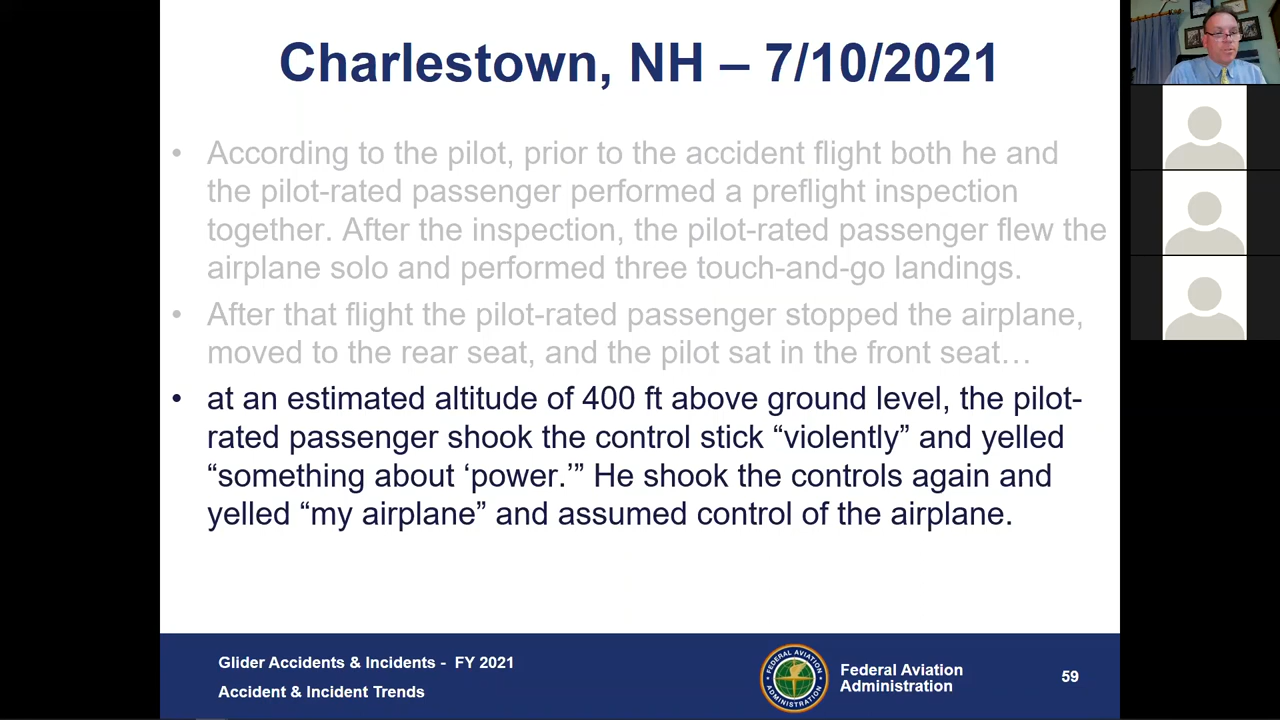 Charlestown, NH – 7/10/2021
• According to the pilot, prior to the accident flight both he and
the pilot-rated passenger performed a preflight inspection
together. After the inspection, the pilot-rated passenger flew the
airplane solo and performed three touch-and-go landings.
• After that flight the pilot-rated passenger stopped the airplane,
moved to the rear seat, and the pilot sat in the front seat…
• at an estimated altitude of 400 ft above ground level, the pilot-
rated passenger shook the control stick “violently” and yelled
“something about ‘power.’” He shook the controls again and
yelled “my airplane” and assumed control of the airplane.
Glider Accidents & Incidents - FY 2021
Accident & Incident Trends
FEDERAL AVIATION
ADMINISTRATION
Federal Aviation
Administration
59